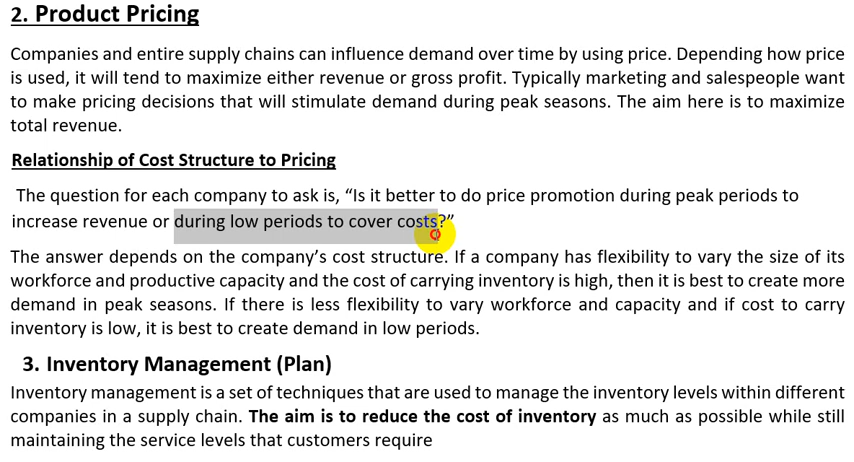 2. Product Pricing
Companies and entire supply chains can influence demand over time by using price. Depending how price
is used, it will tend to maximize either revenue or gross profit. Typically marketing and salespeople want
to make pricing decisions that will stimulate demand during peak seasons. The aim here is to maximize
total revenue.
Relationship of Cost Structure to Pricing
The question for each company to ask is, “Is it better to do price promotion during peak periods to
increase revenue or during low periods to cover costs?”
The answer depends on the company’s cost structure. If a company has flexibility to vary the size of its
workforce and productive capacity and the cost of carrying inventory is high, then it is best to create more
demand in peak seasons. If there is less flexibility to vary workforce and capacity and if cost to carry
inventory is low, it is best to create demand in low periods.
3. Inventory Management (Plan)
Inventory management is a set of techniques that are used to manage the inventory levels within different
companies in a supply chain. The aim is to reduce the cost of inventory as much as possible while still
maintaining the service levels that customers require